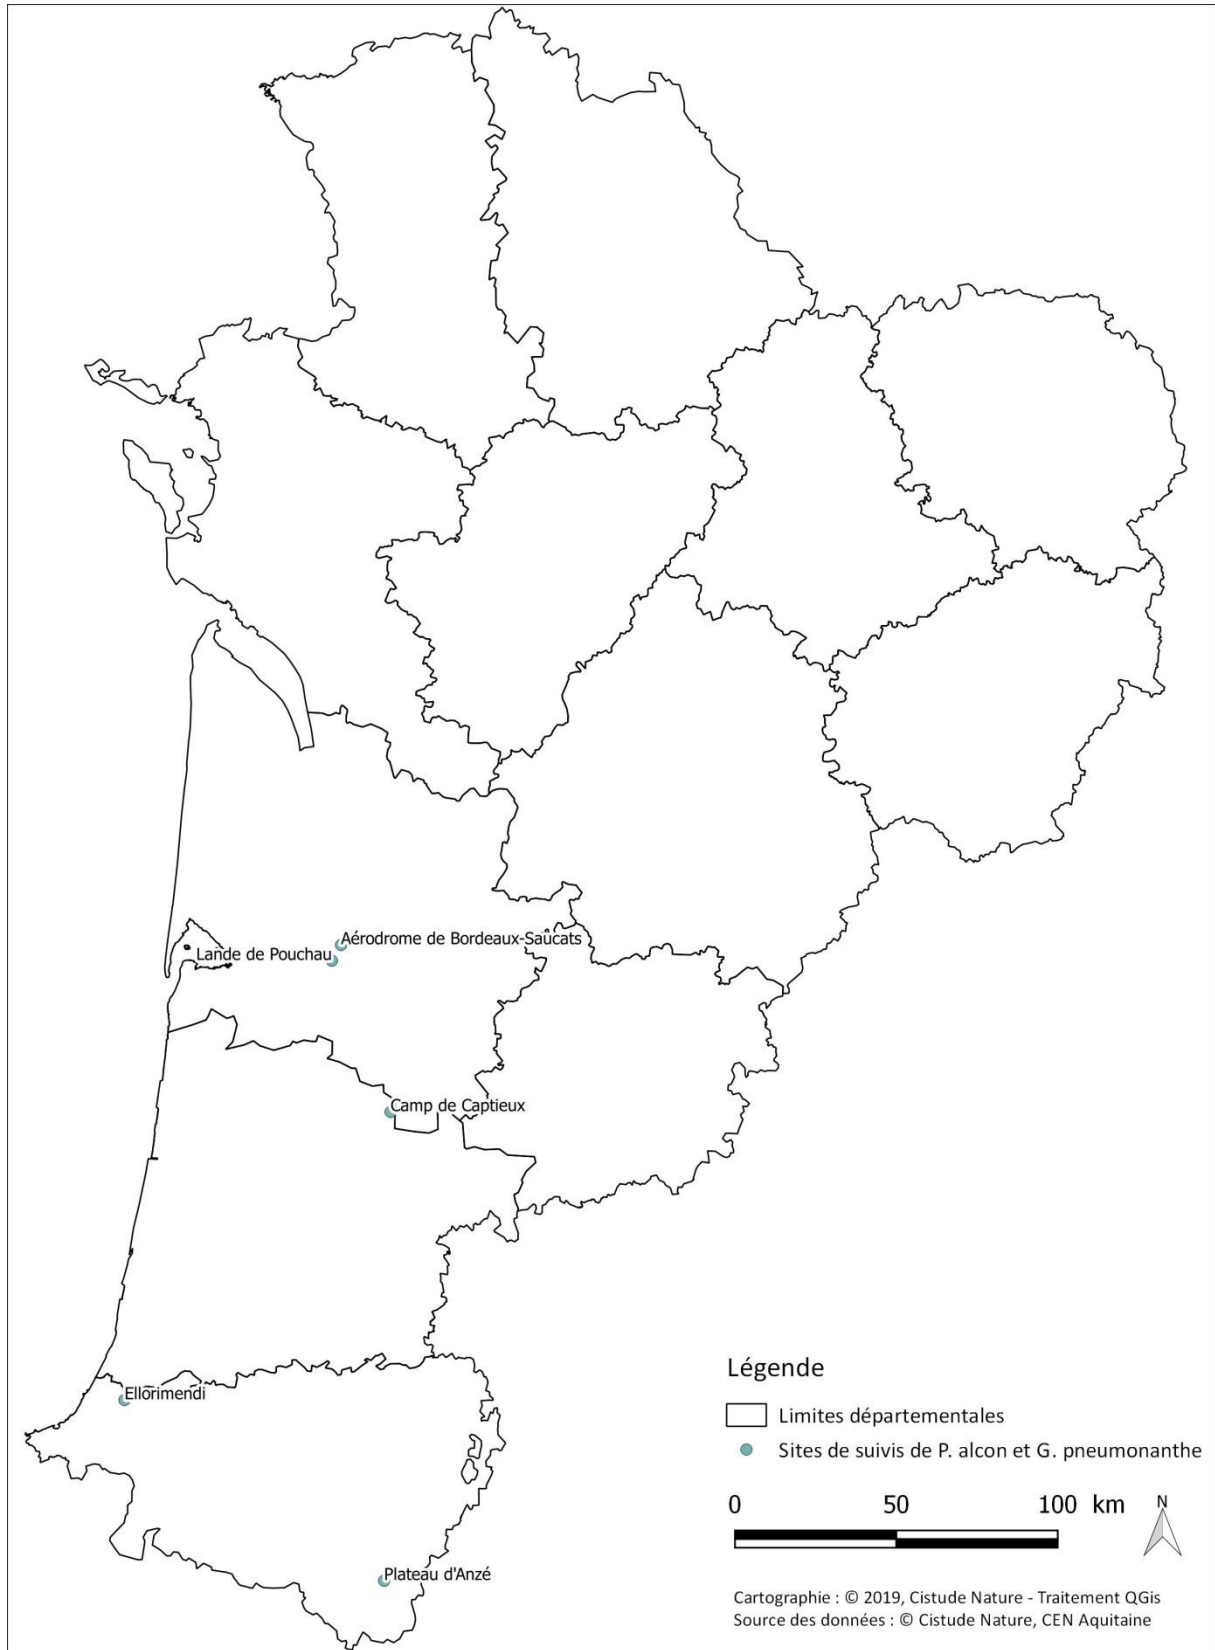 Aérodrome de Bordeaux-Saucats
Lande de Pouchau
Camp de Captieux
Ellorimendi
Plateau d'Anzé
Légende
Limites départementales
Sites de suivis de P. alcon et G. pneumonanthe
0 50 100 km
N
Cartographie : © 2019, Cistude Nature - Traitement QGis
Source des données : © Cistude Nature, CEN Aquitaine